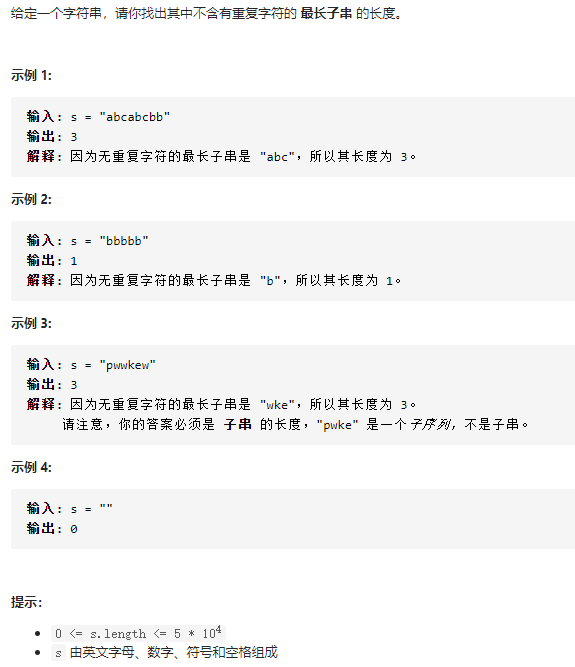 给定一个字符串，请你找出其中不含有重复字符的 最长子串 的长度。
示例 1:
输入: s = "abcabcbb"
输出: 3
解释: 因为无重复字符的最长子串是 "abc"，所以其长度为 3。
示例 2:
输入: s = "bbbbb"
输出: 1
解释: 因为无重复字符的最长子串是 "b"，所以其长度为 1。
示例 3:
输入: s = "pwwkew"
输出: 3
解释: 因为无重复字符的最长子串是 "wke"，所以其长度为 3。
请注意，你的答案必须是 子串 的长度，"pwke" 是一个子序列，不是子串。
示例 4:
输入: s = ""
输出: 0
提示：
• 0 <= s.length <= 5 * 10⁴
• s 由英文字母、数字、符号和空格组成